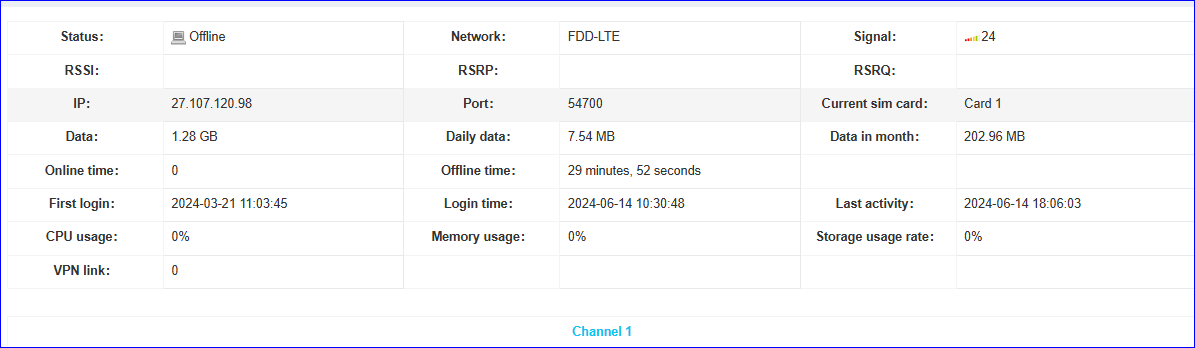 Status: Offline Network: FDD-LTE Signal: 24
RSSI: RSRP: RSRQ:
IP: 27.107.120.98 Port: 54700 Current sim card: Card 1
Data: 1.28 GB Daily data: 7.54 MB Data in month: 202.96 MB
Online time: 0 Offline time: 29 minutes, 52 seconds
First login: 2024-03-21 11:03:45 Login time: 2024-06-14 10:30:48 Last activity: 2024-06-14 18:06:03
CPU usage: 0% Memory usage: 0% Storage usage rate: 0%
VPN link: 0
Channel 1